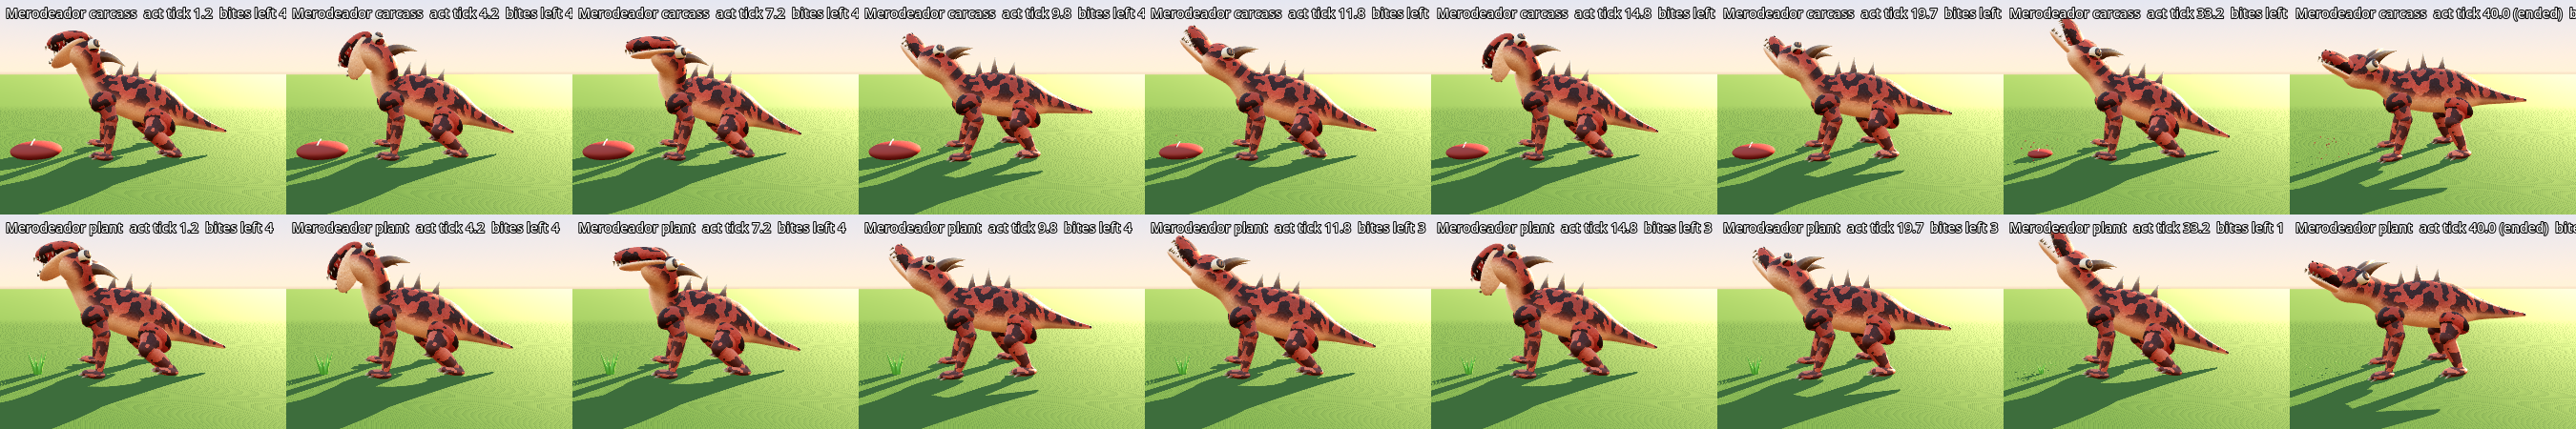 Merodeador carcass act tick 1.2 bites left 4
Merodeador carcass act tick 4.2 bites left 4
Merodeador carcass act tick 7.2 bites left 4
Merodeador carcass act tick 9.8 bites left 4
Merodeador carcass act tick 11.8 bites left
Merodeador carcass act tick 14.8 bites left
Merodeador carcass act tick 19.7 bites left
Merodeador carcass act tick 33.2 bites left
Merodeador carcass act tick 40.0 (ended) b
Merodeador plant act tick 1.2 bites left 4
Merodeador plant act tick 4.2 bites left 4
Merodeador plant act tick 7.2 bites left 4
Merodeador plant act tick 9.8 bites left 4
Merodeador plant act tick 11.8 bites left 3
Merodeador plant act tick 14.8 bites left 3
Merodeador plant act tick 19.7 bites left 3
Merodeador plant act tick 33.2 bites left 1
Merodeador plant act tick 40.0 (ended) bite